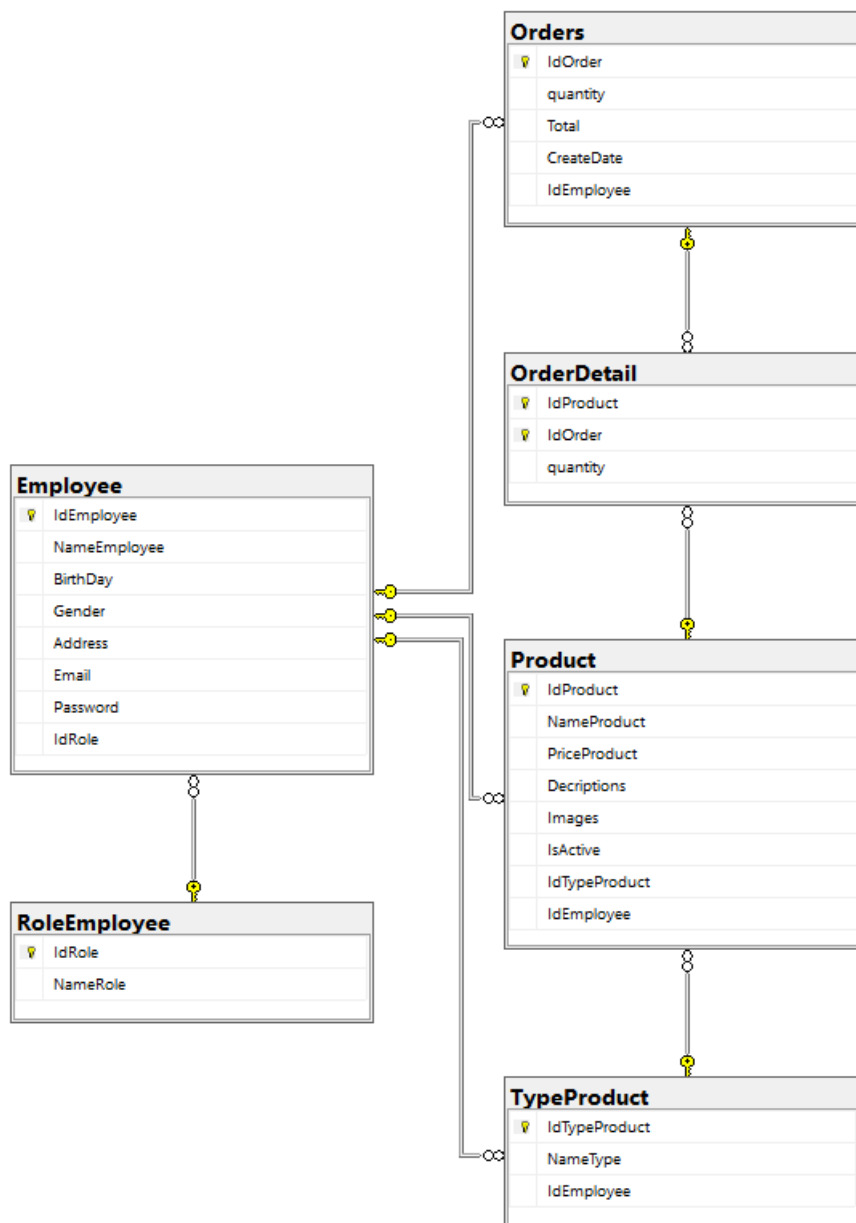 Orders
IdOrder
quantity
Total
CreateDate
IdEmployee
OrderDetail
IdProduct
IdOrder
quantity
Employee
IdEmployee
NameEmployee
BirthDay
Gender
Address
Email
Password
IdRole
Product
IdProduct
NameProduct
PriceProduct
Decriptions
Images
IsActive
IdTypeProduct
IdEmployee
RoleEmployee
IdRole
NameRole
TypeProduct
IdTypeProduct
NameType
IdEmployee